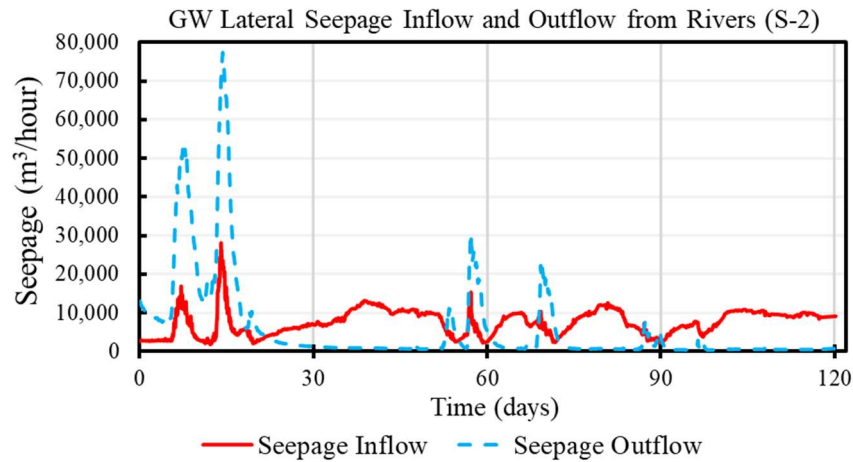 GW Lateral Seepage Inflow and Outflow from Rivers (S-2)
80,000
70,000
60,000
50,000
40,000
30,000
20,000
10,000
0
Seepage (m³/hour)
0 30 60 90 120
Time (days)
Seepage Inflow Seepage Outflow